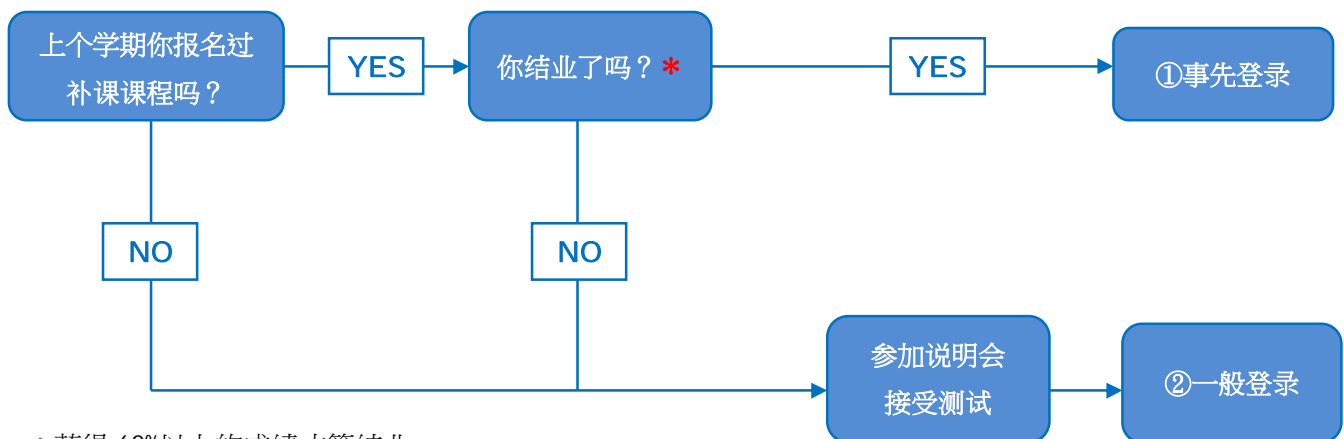 上个学期你报名过
补课课程吗？
YES
你结业了吗？*
YES
①事先登录
NO
NO
参加说明会
接受测试
②一般登录